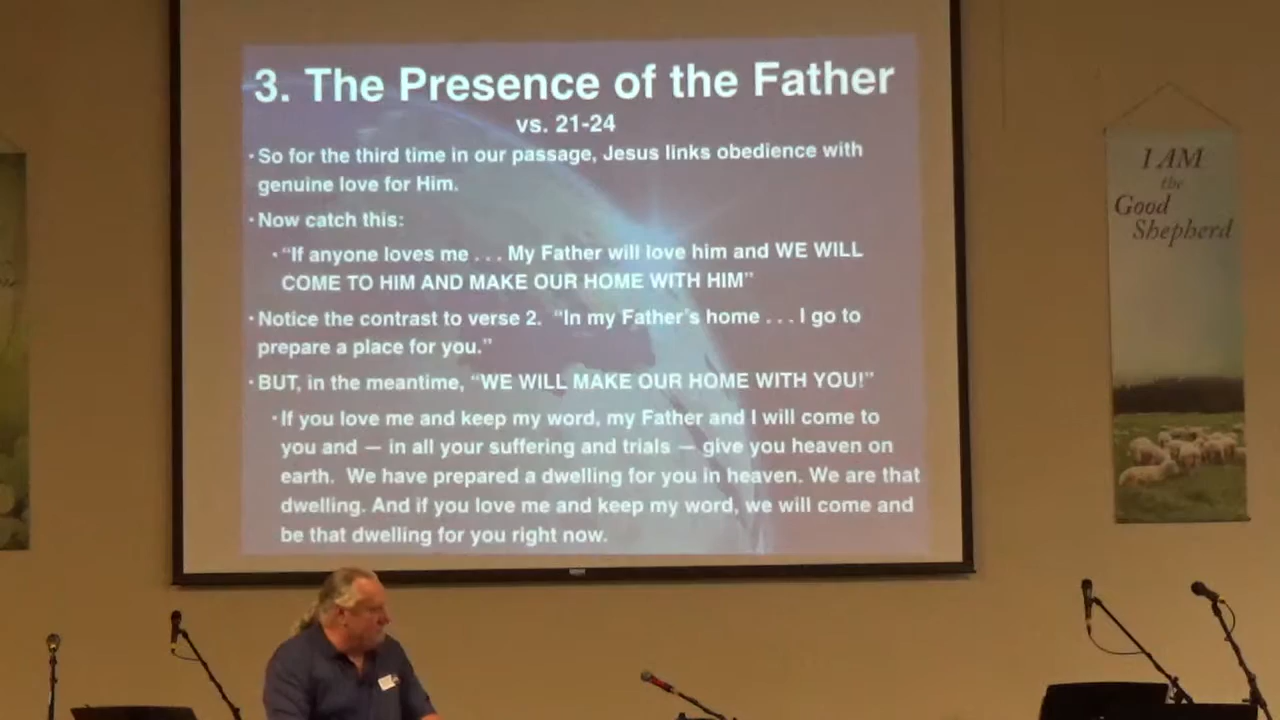 3. The Presence of the Father
vs. 21-24
· So for the third time in our passage, Jesus links obedience with
genuine love for Him.
· Now catch this:
· “If anyone loves me . . . My Father will love him and WE WILL
COME TO HIM AND MAKE OUR HOME WITH HIM”
· Notice the contrast to verse 2. “In my Father’s home . . . I go to
prepare a place for you.”
· BUT, in the meantime, “WE WILL MAKE OUR HOME WITH YOU!”
· If you love me and keep my word, my Father and I will come to
you and — in all your suffering and trials — give you heaven on
earth. We have prepared a dwelling for you in heaven. We are that
dwelling. And if you love me and keep my word, we will come and
be that dwelling for you right now.
I AM
the
Good
Shepherd